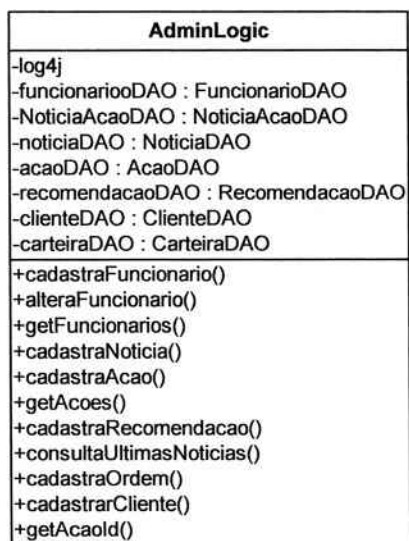 AdminLogic
-log4j
-funcionariooDAO : FuncionarioDAO
-NoticiaAcaoDAO : NoticiaAcaoDAO
-noticiaDAO : NoticiaDAO
-acaoDAO : AcaoDAO
-recomendacaoDAO : RecomendacaoDAO
-clienteDAO : ClienteDAO
-carteiraDAO : CarteiraDAO
+cadastraFuncionario()
+alteraFuncionario()
+getFuncionarios()
+cadastraNoticia()
+cadastraAcao()
+getAcoes()
+cadastraRecomendacao()
+consultaUltimasNoticias()
+cadastraOrdem()
+cadastrarCliente()
+getAcaoId()